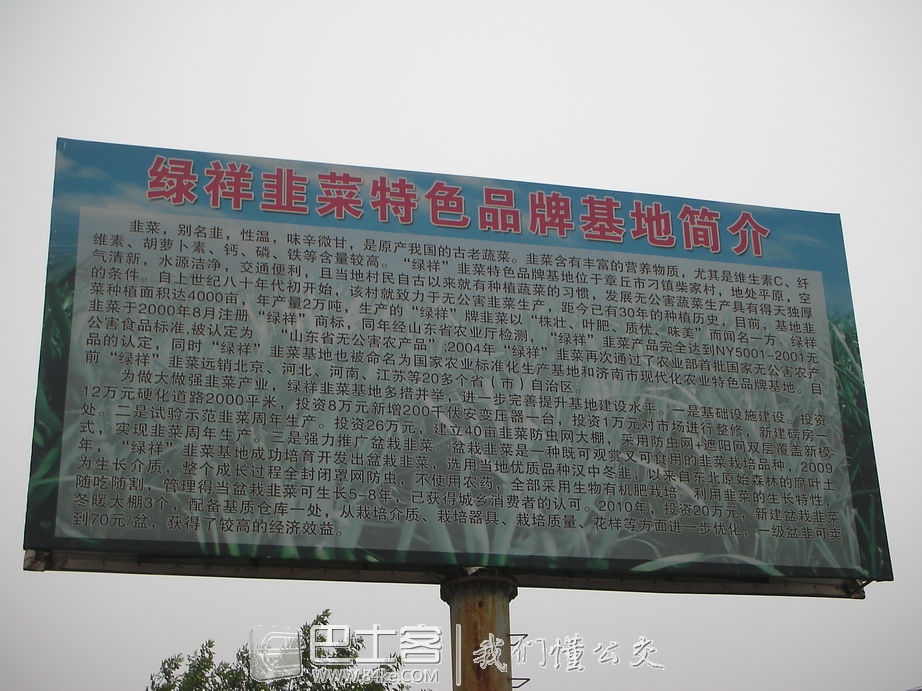 绿祥韭菜特色品牌基地简介
韭菜，别名韭，性温，味辛微甘，是原产我国的古老蔬菜。韭菜含有丰富的营养物质，尤其是维生素C、纤
维素、胡萝卜素、钙、磷、铁等含量较高。“绿祥”韭菜特色品牌基地位于章丘市刁镇柴家村，地处平原，空
气清新，水源洁净，交通便利，且当地村民自古以来就有种植蔬菜的习惯，发展无公害蔬菜生产具有得天独厚
的条件。自上世纪八十年代初开始，该村就致力于无公害韭菜生产，距今已有30年的种植历史，目前，基地韭
菜种植面积达4000亩，年产量2万吨，生产的“绿祥”牌韭菜以“株壮、叶肥、质优、味美”而闻名一方。绿祥
韭菜于2000年8月注册“绿祥”商标，同年经山东省农业厅检测，“绿祥”韭菜产品完全达到NY5001-2001无
公害食品标准,被认定为“山东省无公害农产品”;2004年“绿祥”韭菜再次通过了农业部首批国家无公害农产
品的认定，同时“绿祥”韭菜基地也被命名为国家农业标准化生产基地和济南市现代化农业特色品牌基地。目
前“绿祥”韭菜远销北京、河北、河南、江苏等20多个省（市）自治区。
为做大做强韭菜产业，绿祥韭菜基地多措并举，进一步完善提升基地建设水平。一是基础设施建设。投资
12万元硬化道路2000平米，投资8万元新增200千伏安变压器一台，投资1万元对市场进行整修，新建磅房一
处。二是试验示范韭菜周年生产。投资26万元，建立40亩韭菜防虫网大棚，采用防虫网+遮阳网双层覆盖新模
式，实现韭菜周年生产。三是强力推广盆栽韭菜。盆栽韭菜是一种既可观赏又可食用的韭菜栽培品种，2009
年，“绿祥”韭菜基地成功培育开发出盆栽韭菜，选用当地优质品种汉中冬韭，以来自东北原始森林的腐叶土
为生长介质，整个成长过程全封闭罩网防虫，不使用农药，全部采用生物有机肥栽培，利用韭菜的生长特性，
随吃随割，管理得当盆栽韭菜可生长5-8年，已获得城乡消费者的认可。2010年，投资20万元，新建盆栽韭菜
冬暖大棚3个，配备基质仓库一处，从栽培介质、栽培器具、栽培质量、花样等方面进一步优化，一级盆韭可卖
到70元/盆，获得了较高的经济效益。
巴士客 我们懂公交
www.84ke.com